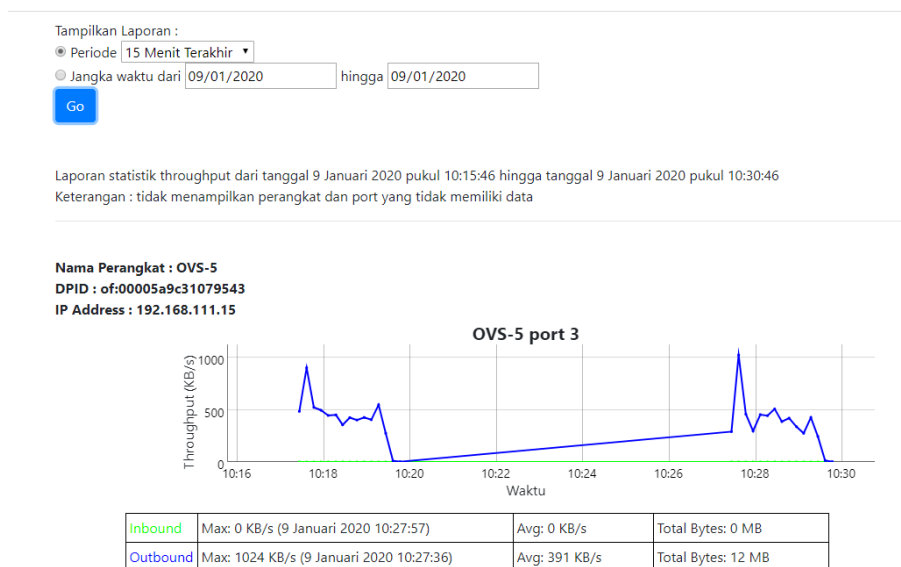 Tampilkan Laporan :
Periode 15 Menit Terakhir
Jangka waktu dari 09/01/2020 hingga 09/01/2020
Go
Laporan statistik throughput dari tanggal 9 Januari 2020 pukul 10:15:46 hingga tanggal 9 Januari 2020 pukul 10:30:46
Keterangan : tidak menampilkan perangkat dan port yang tidak memiliki data
Nama Perangkat : OVS-5
DPID : of:00005a9c31079543
IP Address : 192.168.111.15
OVS-5 port 3
Throughput (KB/s)
1000
500
0
10:16 10:18 10:20 10:22 10:24 10:26 10:28 10:30
Waktu
Inbound Max: 0 KB/s (9 Januari 2020 10:27:57) Avg: 0 KB/s Total Bytes: 0 MB
Outbound Max: 1024 KB/s (9 Januari 2020 10:27:36) Avg: 391 KB/s Total Bytes: 12 MB